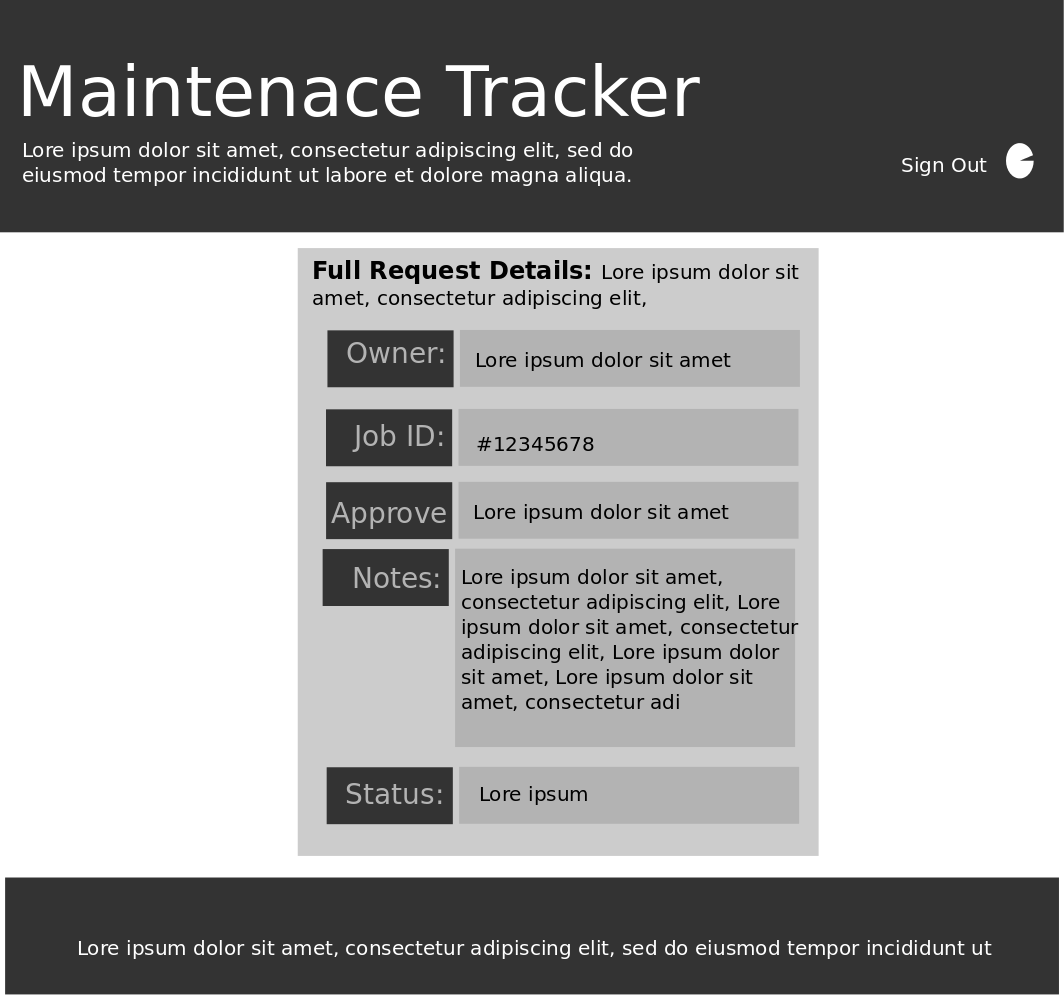 Maintenace Tracker
Lore ipsum dolor sit amet, consectetur adipiscing elit, sed do
eiusmod tempor incididunt ut labore et dolore magna aliqua.
Sign Out
Full Request Details: Lore ipsum dolor sit
amet, consectetur adipiscing elit,
Owner:
Lore ipsum dolor sit amet
Job ID:
#12345678
Approve
Lore ipsum dolor sit amet
Notes:
Lore ipsum dolor sit amet,
consectetur adipiscing elit, Lore
ipsum dolor sit amet, consectetur
adipiscing elit, Lore ipsum dolor
sit amet, Lore ipsum dolor sit
amet, consectetur adi
Status:
Lore ipsum
Lore ipsum dolor sit amet, consectetur adipiscing elit, sed do eiusmod tempor incididunt ut